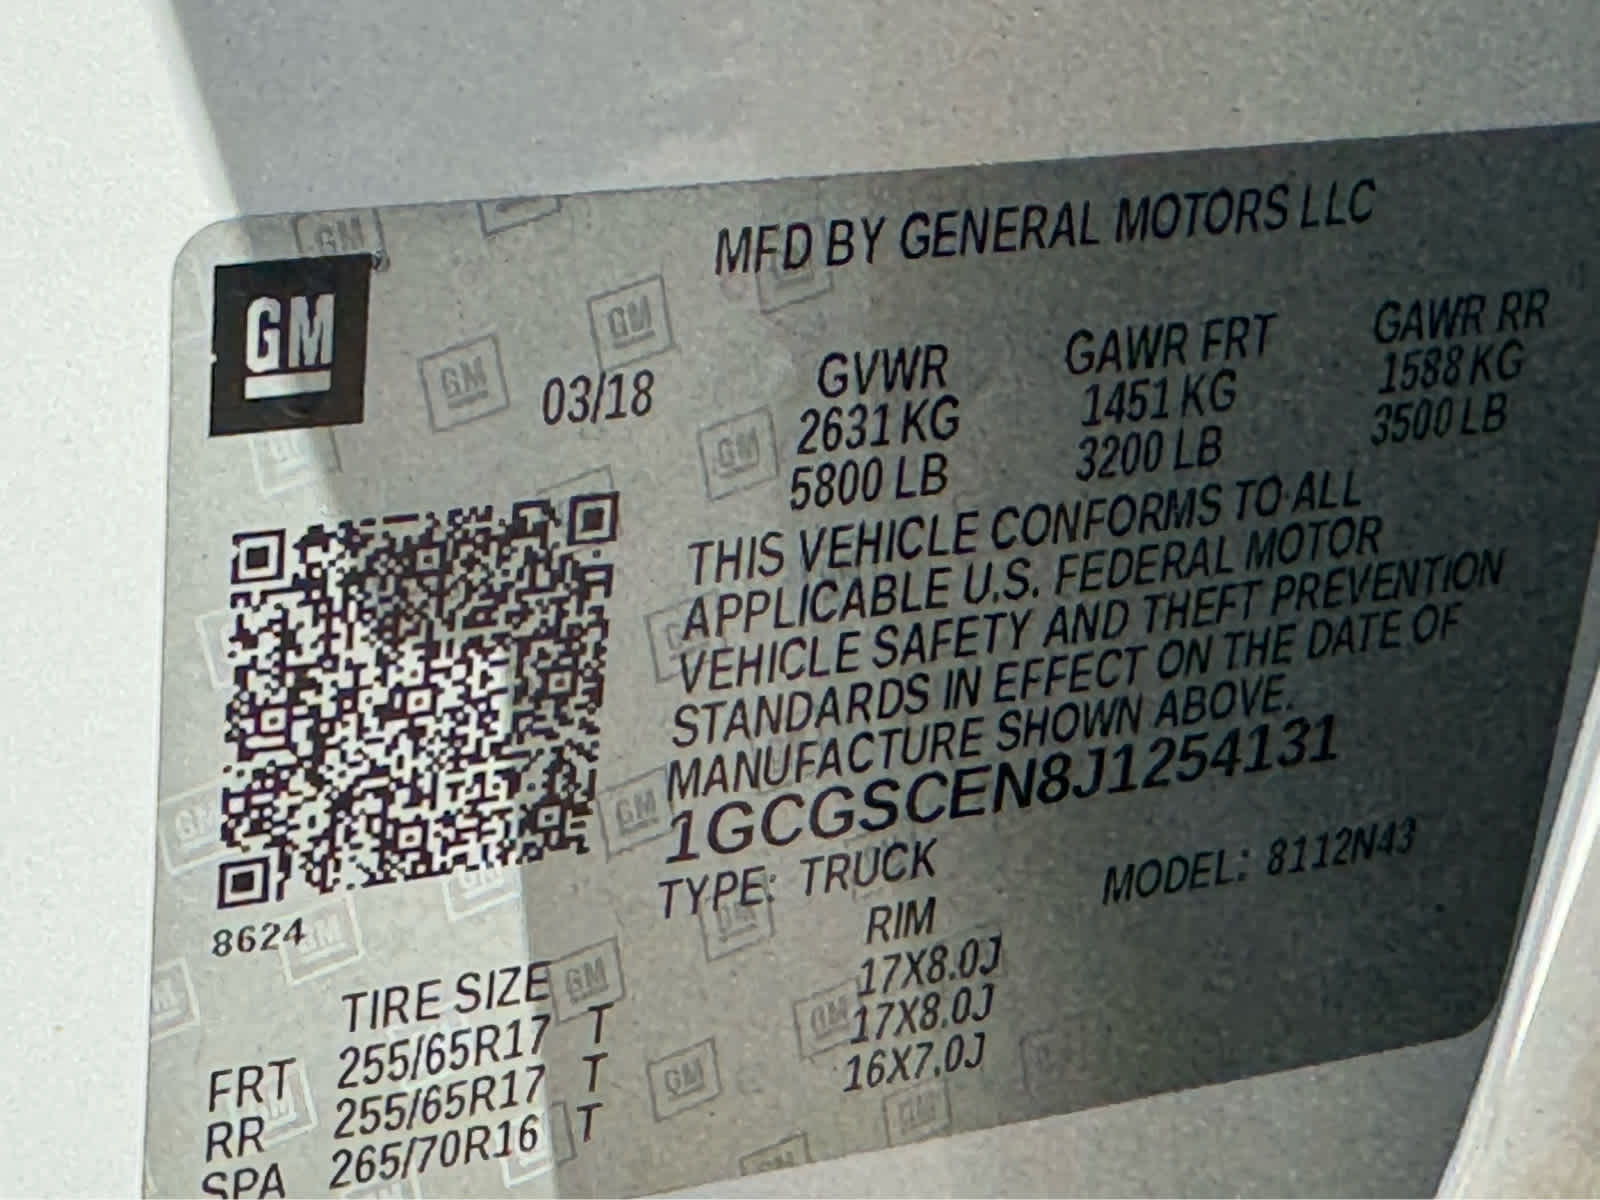 MFD BY GENERAL MOTORS LLC
GM
03/18
GVWR GAWR FRT GAWR RR
2631 KG 1451 KG 1588 KG
5800 LB 3200 LB 3500 LB
THIS VEHICLE CONFORMS TO ALL
APPLICABLE U.S. FEDERAL MOTOR
VEHICLE SAFETY AND THEFT PREVENTION
STANDARDS IN EFFECT ON THE DATE OF
MANUFACTURE SHOWN ABOVE.
1GCGSCEN8J1254131
TYPE: TRUCK MODEL: 8112N43
8624
TIRE SIZE RIM
FRT 255/65R17 T 17X8.0J
RR 255/65R17 T 17X8.0J
SPA 265/70R16 T 16X7.0J